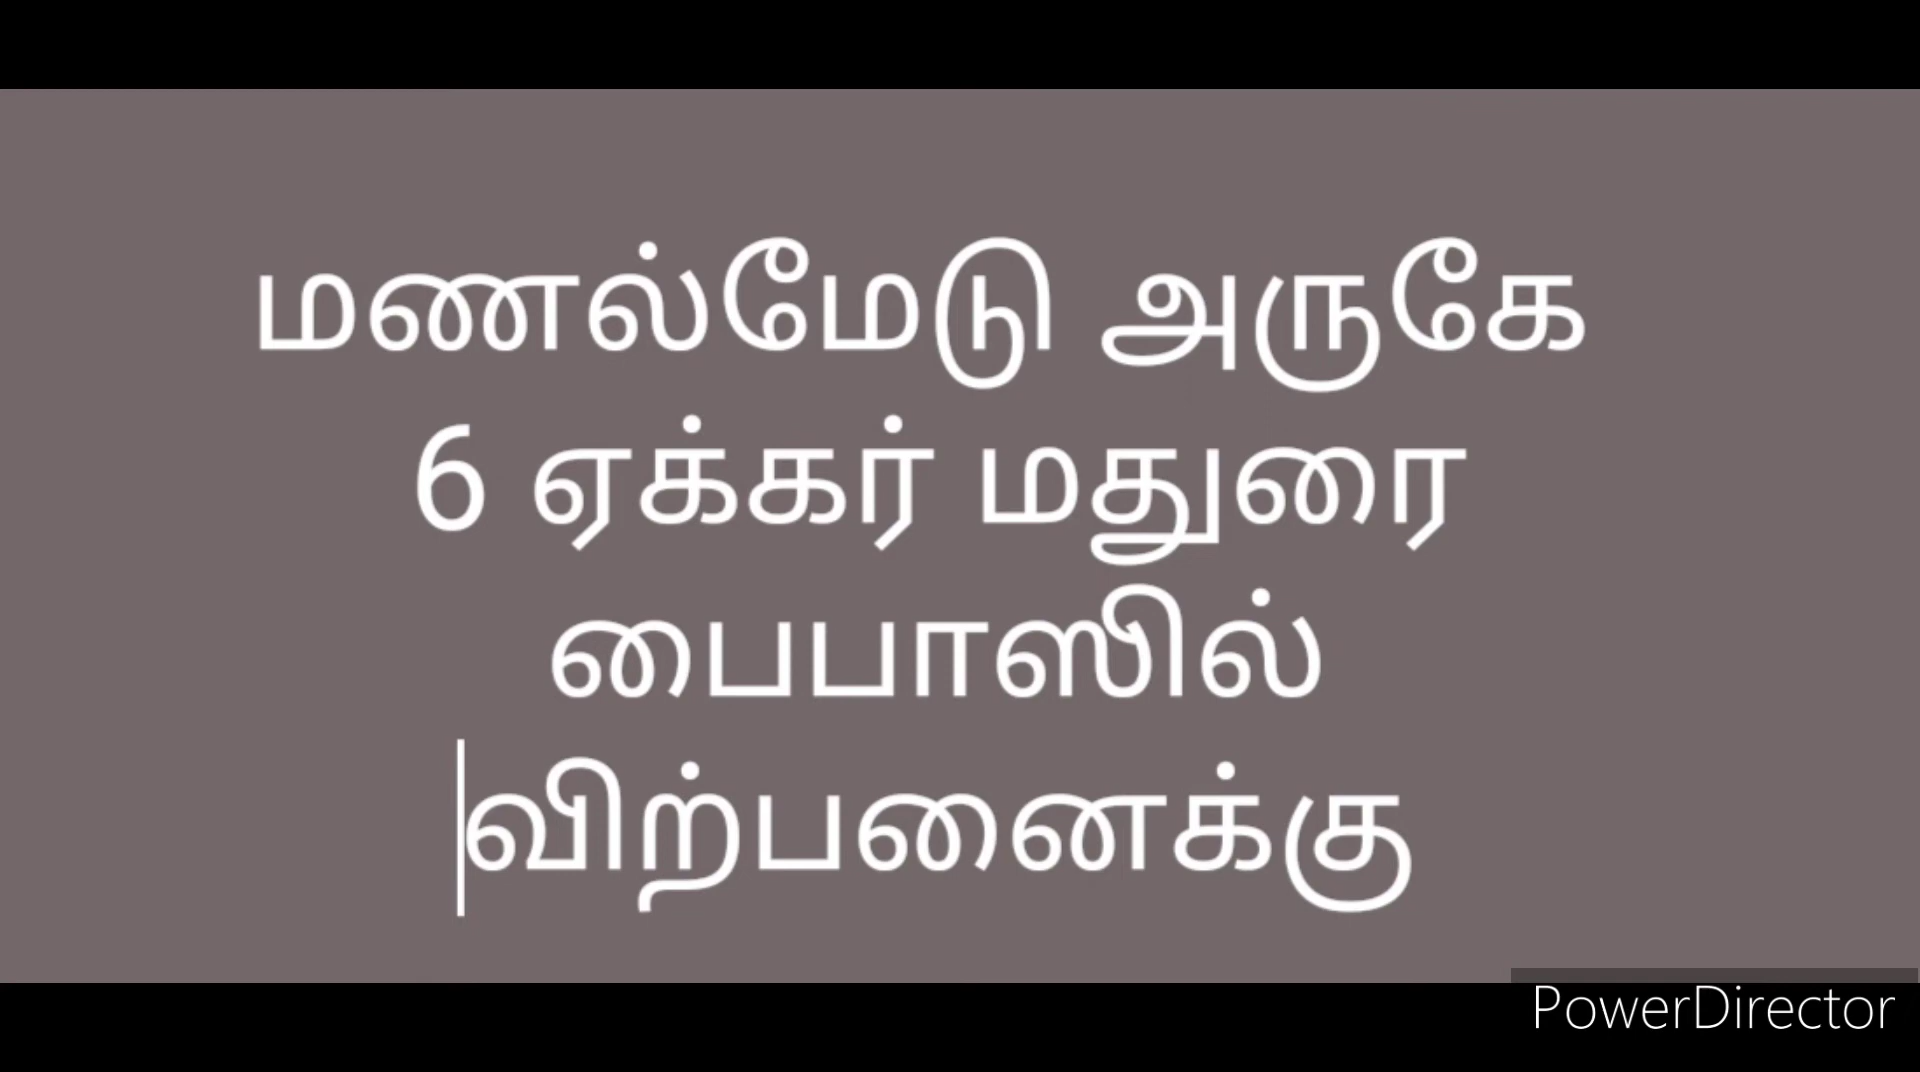 மணல்மேடு அருகே
6 ஏக்கர் மதுரை
பைபாஸில்
விற்பனைக்கு
PowerDirector